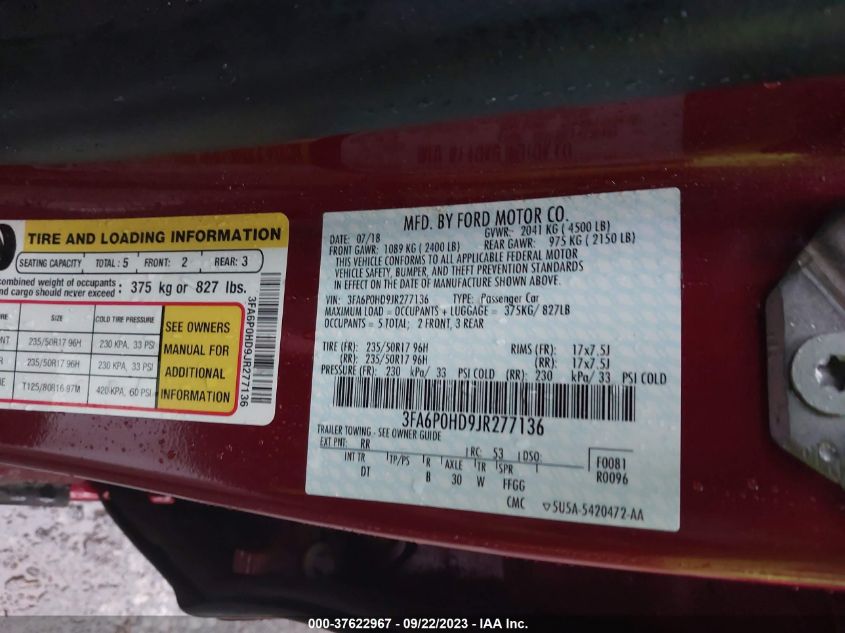 TIRE AND LOADING INFORMATION
SEATING CAPACITY TOTAL: 5 FRONT: 2 REAR: 3
combined weight of occupants
and cargo should never exceed : 375 kg or 827 lbs.
SIZE COLD TIRE PRESSURE
235/50R17 96H 230 KPA, 33 PSI
235/50R17 96H 230 KPA, 33 PSI
T125/80R16 97M 420 KPA, 60 PSI
SEE OWNERS
MANUAL FOR
ADDITIONAL
INFORMATION
3FA6P0HD9JR277136
MFD. BY FORD MOTOR CO.
DATE: 07/18 GVWR: 2041 KG ( 4500 LB)
FRONT GAWR: 1089 KG ( 2400 LB) REAR GAWR: 975 KG ( 2150 LB)
THIS VEHICLE CONFORMS TO ALL APPLICABLE FEDERAL MOTOR
VEHICLE SAFETY, BUMPER, AND THEFT PREVENTION STANDARDS
IN EFFECT ON THE DATE OF MANUFACTURE SHOWN ABOVE.
VIN: 3FA6P0HD9JR277136 TYPE: Passenger Car
MAXIMUM LOAD = OCCUPANTS + LUGGAGE = 375KG/ 827LB
OCCUPANTS = 5 TOTAL; 2 FRONT, 3 REAR
TIRE (FR): 235/50R17 96H RIMS (FR): 17x7.5J
(RR): 235/50R17 96H (RR): 17x7.5J
PRESSURE (FR): 230 kPa/ 33 PSI COLD (RR): 230 kPa/ 33 PSI COLD
3FA6P0HD9JR277136
TRAILER TOWING - SEE OWNER GUIDE
EXT PNT: RR RC: 53 DSO:
INT TR TP/PS R AXLE TR SPR
DT B 30 W FFGG
CMC
F0081
R0096
5U5A-5420472-AA
000-37622967 - 09/22/2023 - IAA Inc.